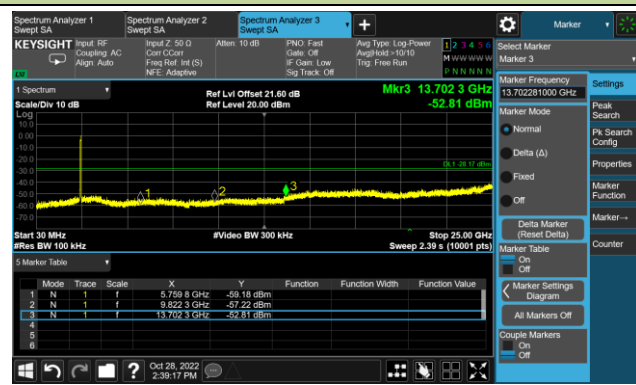 Spectrum Analyzer 1
Swept SA
Spectrum Analyzer 2
Swept SA
Spectrum Analyzer 3
Swept SA
Marker
KEYSIGHT
Input: RF
Coupling: AC
Align: Auto
Input Z: 50 Ω
Corr CCorr
Freq Ref: Int (S)
NFE: Adaptive
Atten: 10 dB
PNO: Fast
Gate: Off
IF Gain: Low
Sig Track: Off
Avg Type: Log-Power
Avg|Hold:>10/10
Trig: Free Run
1 2 3 4 5 6
M W W W W W
P N N N N N
Select Marker
Marker 3
1 Spectrum
Scale/Div 10 dB
Ref Lvl Offset 21.60 dB
Ref Level 20.00 dBm
Mkr3 13.702 3 GHz
-52.81 dBm
Log
10.0
0.00
-10.0
-20.0
-30.0
-40.0
-50.0
-60.0
-70.0
DL1 -28.17 dBm
1
2
3
Start 30 MHz
#Res BW 100 kHz
#Video BW 300 kHz
Stop 25.00 GHz
Sweep 2.39 s (10001 pts)
5 Marker Table
Mode Trace Scale X Y Function Function Width Function Value
1 N 1 f 5.759 8 GHz -59.18 dBm
2 N 1 f 9.822 3 GHz -57.22 dBm
3 N 1 f 13.702 3 GHz -52.81 dBm
4
5
6
Marker Frequency
13.702281000 GHz
Marker Mode
Normal
Delta (Δ)
Fixed
Off
Delta Marker
(Reset Delta)
Marker Table
On
Off
Marker Settings
Diagram
All Markers Off
Couple Markers
On
Off
Settings
Peak
Search
Pk Search
Config
Properties
Marker
Function
Marker→
Counter
?
Oct 28, 2022
2:39:17 PM